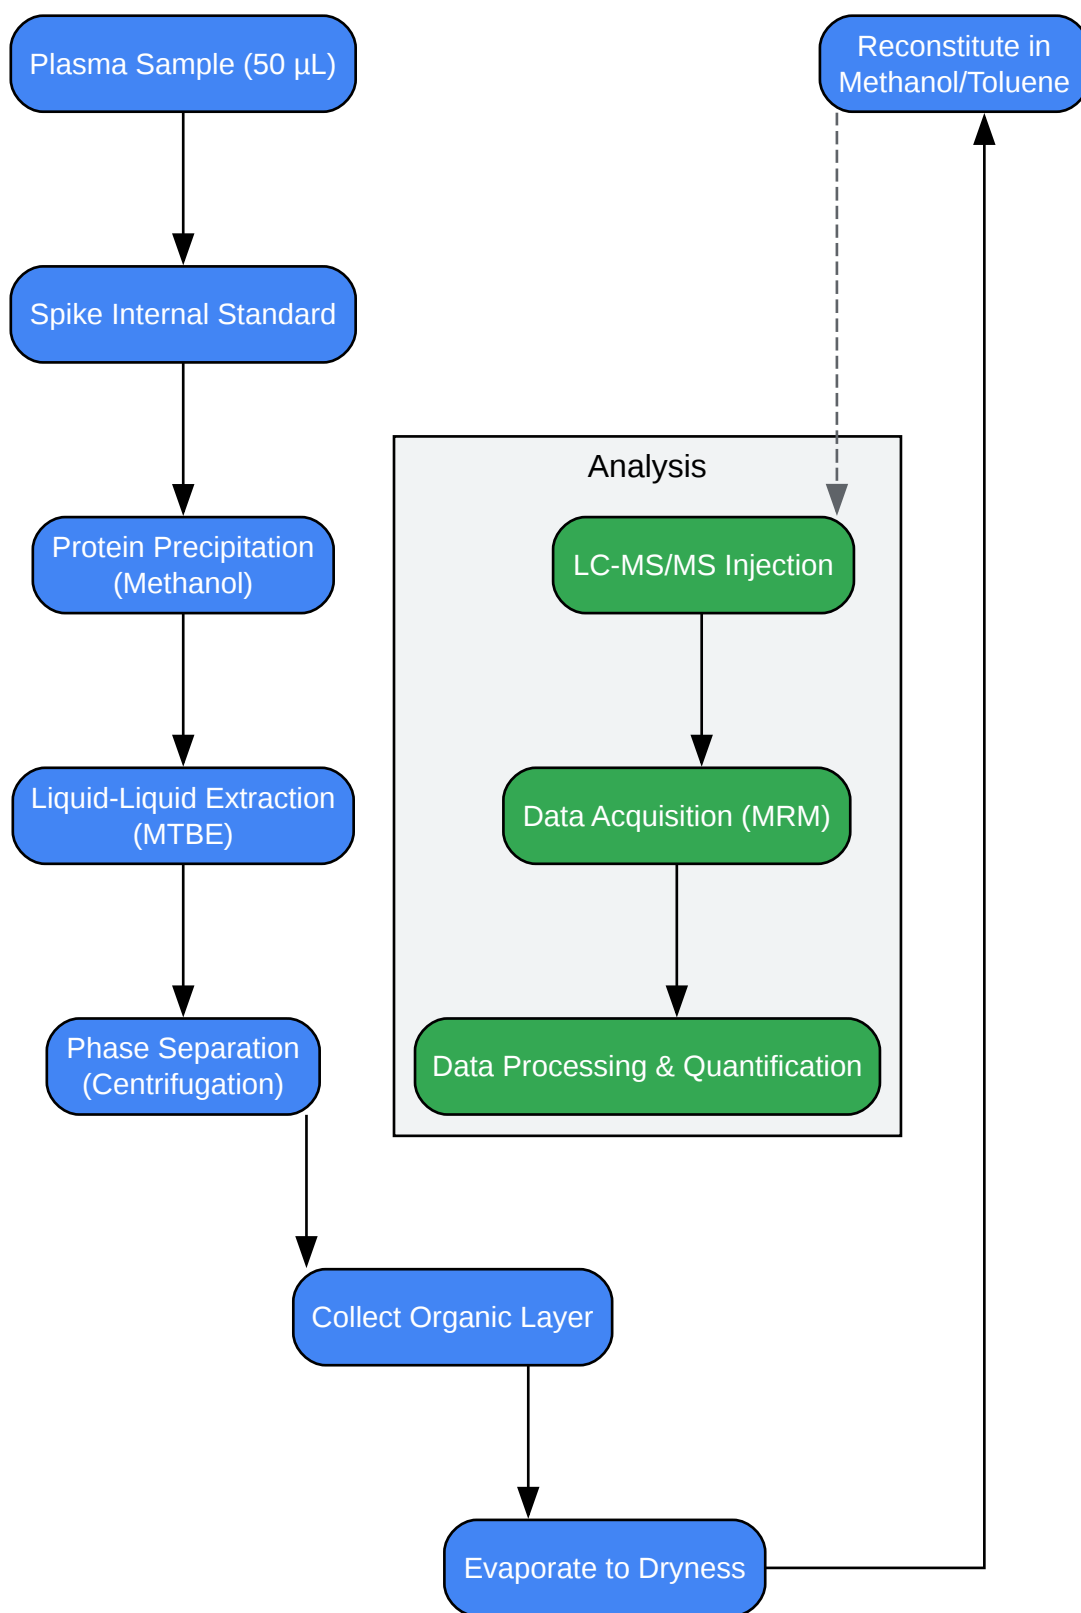 Plasma Sample (50 µL)
Reconstitute in
Methanol/Toluene
Spike Internal Standard
Analysis
Protein Precipitation
(Methanol)
LC-MS/MS Injection
Liquid-Liquid Extraction
(MTBE)
Data Acquisition (MRM)
Phase Separation
(Centrifugation)
Data Processing & Quantification
Collect Organic Layer
Evaporate to Dryness